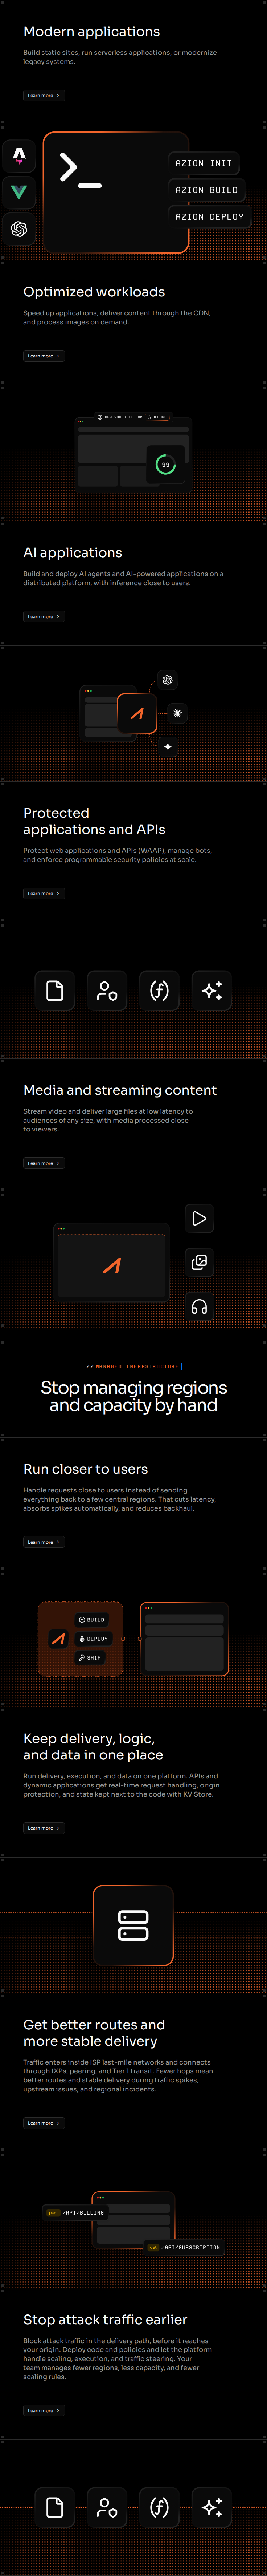 Modern applications
Build static sites, run serverless applications, or modernize
legacy systems.
Learn more
AZION INIT
AZION BUILD
AZION DEPLOY
Optimized workloads
Speed up applications, deliver content through the CDN,
and process images on demand.
Learn more
WWW.YOURSITE.COM SECURE
99
AI applications
Build and deploy AI agents and AI-powered applications on a
distributed platform, with inference close to users.
Learn more
Protected
applications and APIs
Protect web applications and APIs (WAAP), manage bots,
and enforce programmable security policies at scale.
Learn more
Media and streaming content
Stream video and deliver large files at low latency to
audiences of any size, with media processed close
to viewers.
Learn more
// MANAGED INFRASTRUCTURE
Stop managing regions
and capacity by hand
Run closer to users
Handle requests close to users instead of sending
everything back to a few central regions. That cuts latency,
absorbs spikes automatically, and reduces backhaul.
Learn more
BUILD
DEPLOY
SHIP
Keep delivery, logic,
and data in one place
Run delivery, execution, and data on one platform. APIs and
dynamic applications get real-time request handling, origin
protection, and state kept next to the code with KV Store.
Learn more
Get better routes and
more stable delivery
Traffic enters inside ISP last-mile networks and connects
through IXPs, peering, and Tier 1 transit. Fewer hops mean
better routes and stable delivery during traffic spikes,
upstream issues, and regional incidents.
Learn more
/API/BILLING
get /API/SUBSCRIPTION
Stop attack traffic earlier
Block attack traffic in the delivery path, before it reaches
your origin. Deploy code and policies and let the platform
handle scaling, execution, and traffic steering. Your
team manages fewer regions, less capacity, and fewer
scaling rules.
Learn more